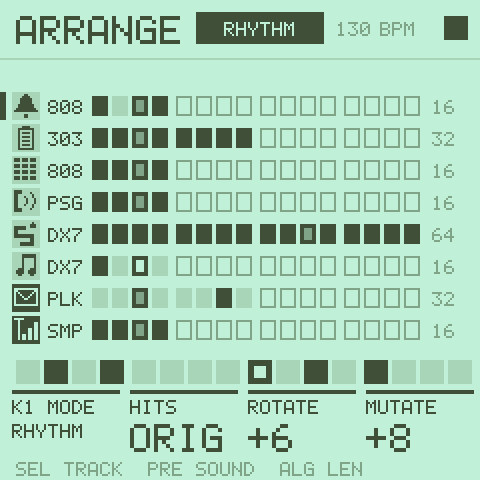 ARRANGE RHYTHM 130 BPM
808 16
303 32
808 16
PSG 16
DX7 64
DX7 16
PLK 32
SMP 16
K1 MODE HITS ROTATE MUTATE
RHYTHM ORIG +6 +8
SEL TRACK PRE SOUND ALG LEN